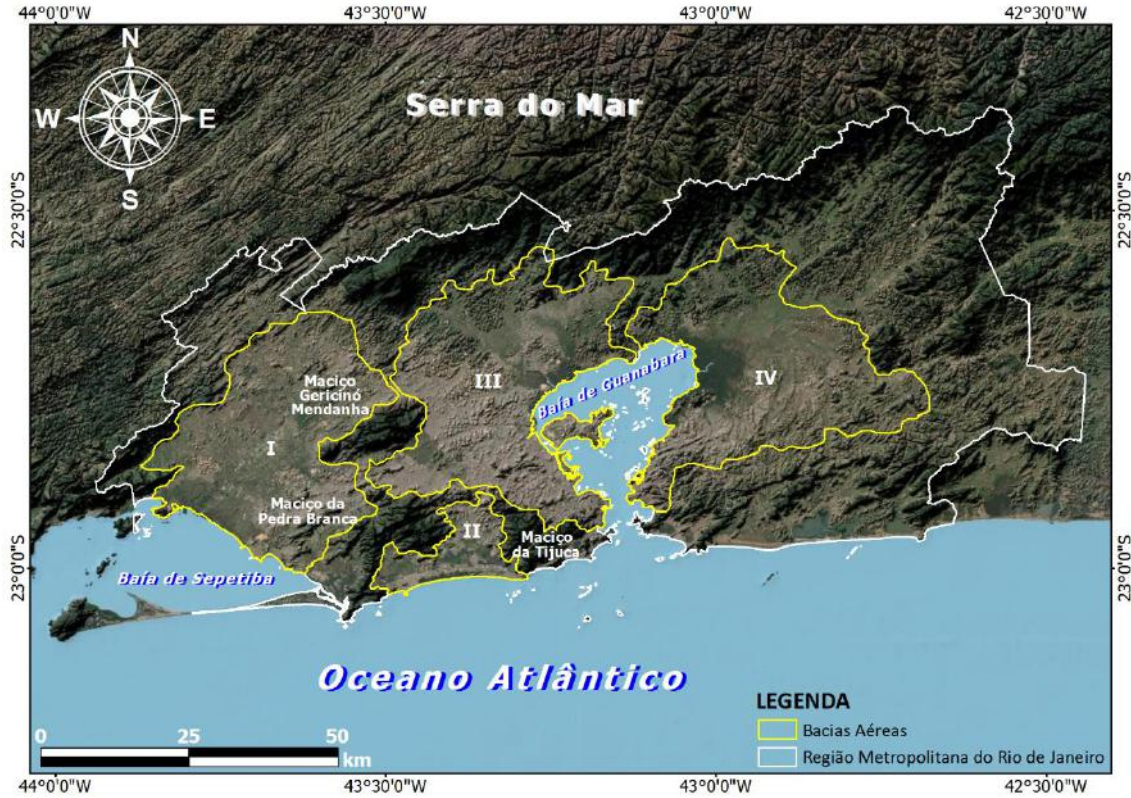 44°0'0"W 43°30'0"W 43°0'0"W 42°30'0"W
N
W E
S
Serra do Mar
22°30'0"S 22°30'0"S
Maciço
Gericinó
Mendanha
III
Baía de Guanabara
IV
I
Maciço da
Pedra Branca
II
Maciço
da Tijuca
23°0'0"S 23°0'0"S
Baía de Sepetiba
Oceano Atlântico
LEGENDA
Bacias Aéreas
Região Metropolitana do Rio de Janeiro
0 25 50
km
44°0'0"W 43°30'0"W 43°0'0"W 42°30'0"W